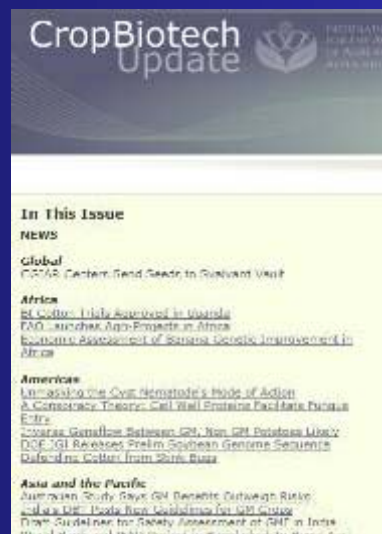 CropBiotech
Update
In This Issue
NEWS
Global
CGIAR Centers Send Seeds to Svalvard Vault
Africa
Bt Cotton Trials Approved in Uganda
FAO Launches Agri-Projects in Africa
Economic Assessment of Banana Genetic Improvement in
Africa
Americas
Unmasking the Cyst Nematode's Mode of Action
A Conspiracy Theory: Cell Wall Proteins Facilitate Fungus
Entry
Inverse Geneflow Between GM, Non GM Potatoes Likely
DOE JGI Releases Prelim Soybean Genome Sequence
Defending Cotton from Stink Bugs
Asia and the Pacific
Australian Study Says GM Benefits Outweigh Risks
India's DBT Posts New Guidelines for GM Crops
Draft Guidelines for Safety Assessment of GMF in India